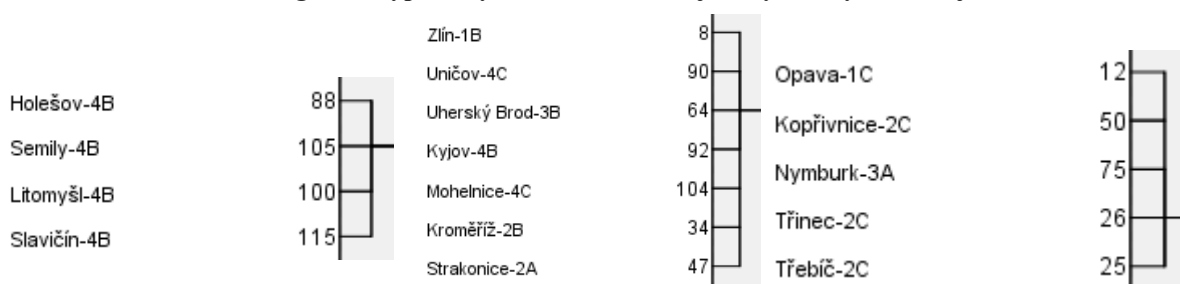 Holešov-4B 88
Semily-4B 105
Litomyšl-4B 100
Slavičín-4B 115
Zlín-1B 8
Uničov-4C 90
Uherský Brod-3B 64
Kyjov-4B 92
Mohelnice-4C 104
Kroměříž-2B 34
Strakonice-2A 47
Opava-1C 12
Kopřivnice-2C 50
Nymburk-3A 75
Třinec-2C 26
Třebíč-2C 25